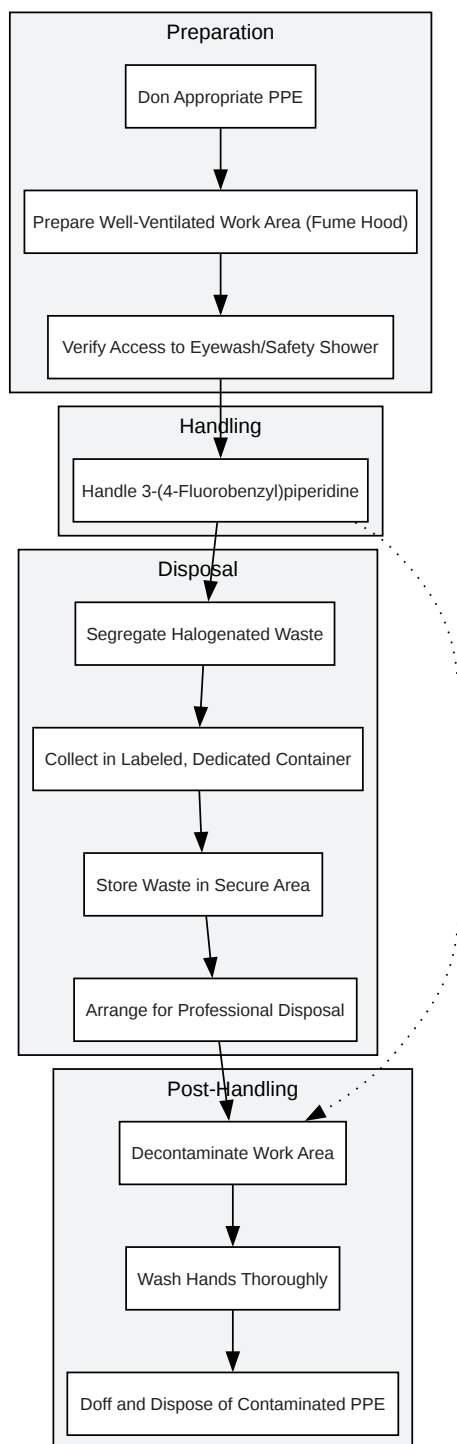 Preparation
Don Appropriate PPE
Prepare Well-Ventilated Work Area (Fume Hood)
Verify Access to Eyewash/Safety Shower
Handling
Handle 3-(4-Fluorobenzyl)piperidine
Disposal
Segregate Halogenated Waste
Collect in Labeled, Dedicated Container
Store Waste in Secure Area
Arrange for Professional Disposal
Post-Handling
Decontaminate Work Area
Wash Hands Thoroughly
Doff and Dispose of Contaminated PPE